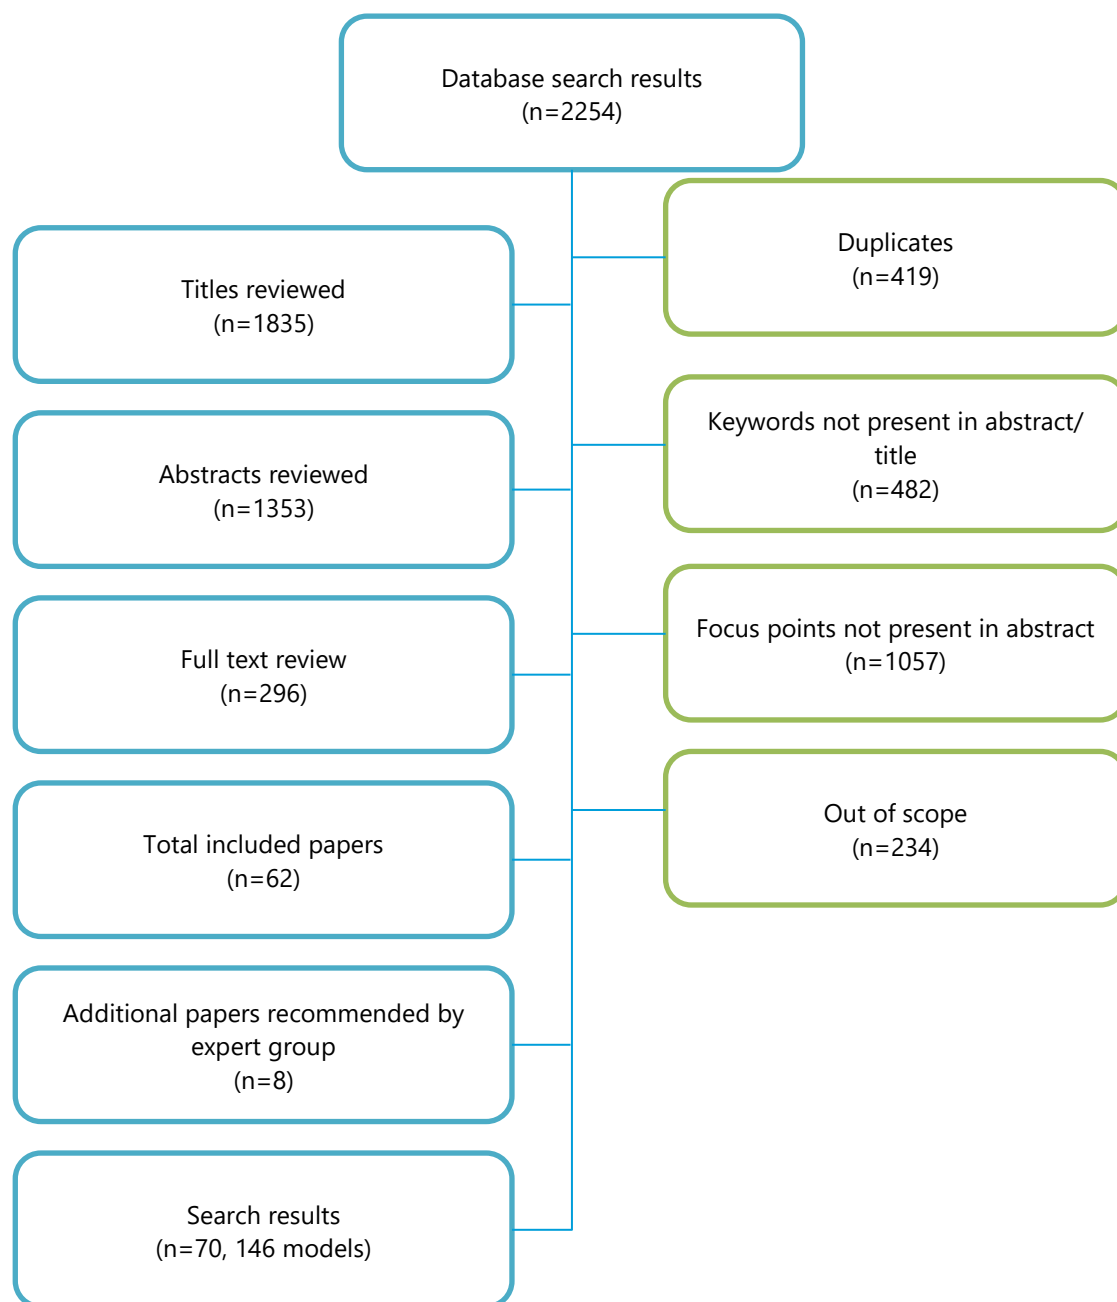 Database search results
(n=2254)
Duplicates
(n=419)
Titles reviewed
(n=1835)
Keywords not present in abstract/
title
(n=482)
Abstracts reviewed
(n=1353)
Focus points not present in abstract
(n=1057)
Full text review
(n=296)
Out of scope
(n=234)
Total included papers
(n=62)
Additional papers recommended by
expert group
(n=8)
Search results
(n=70, 146 models)